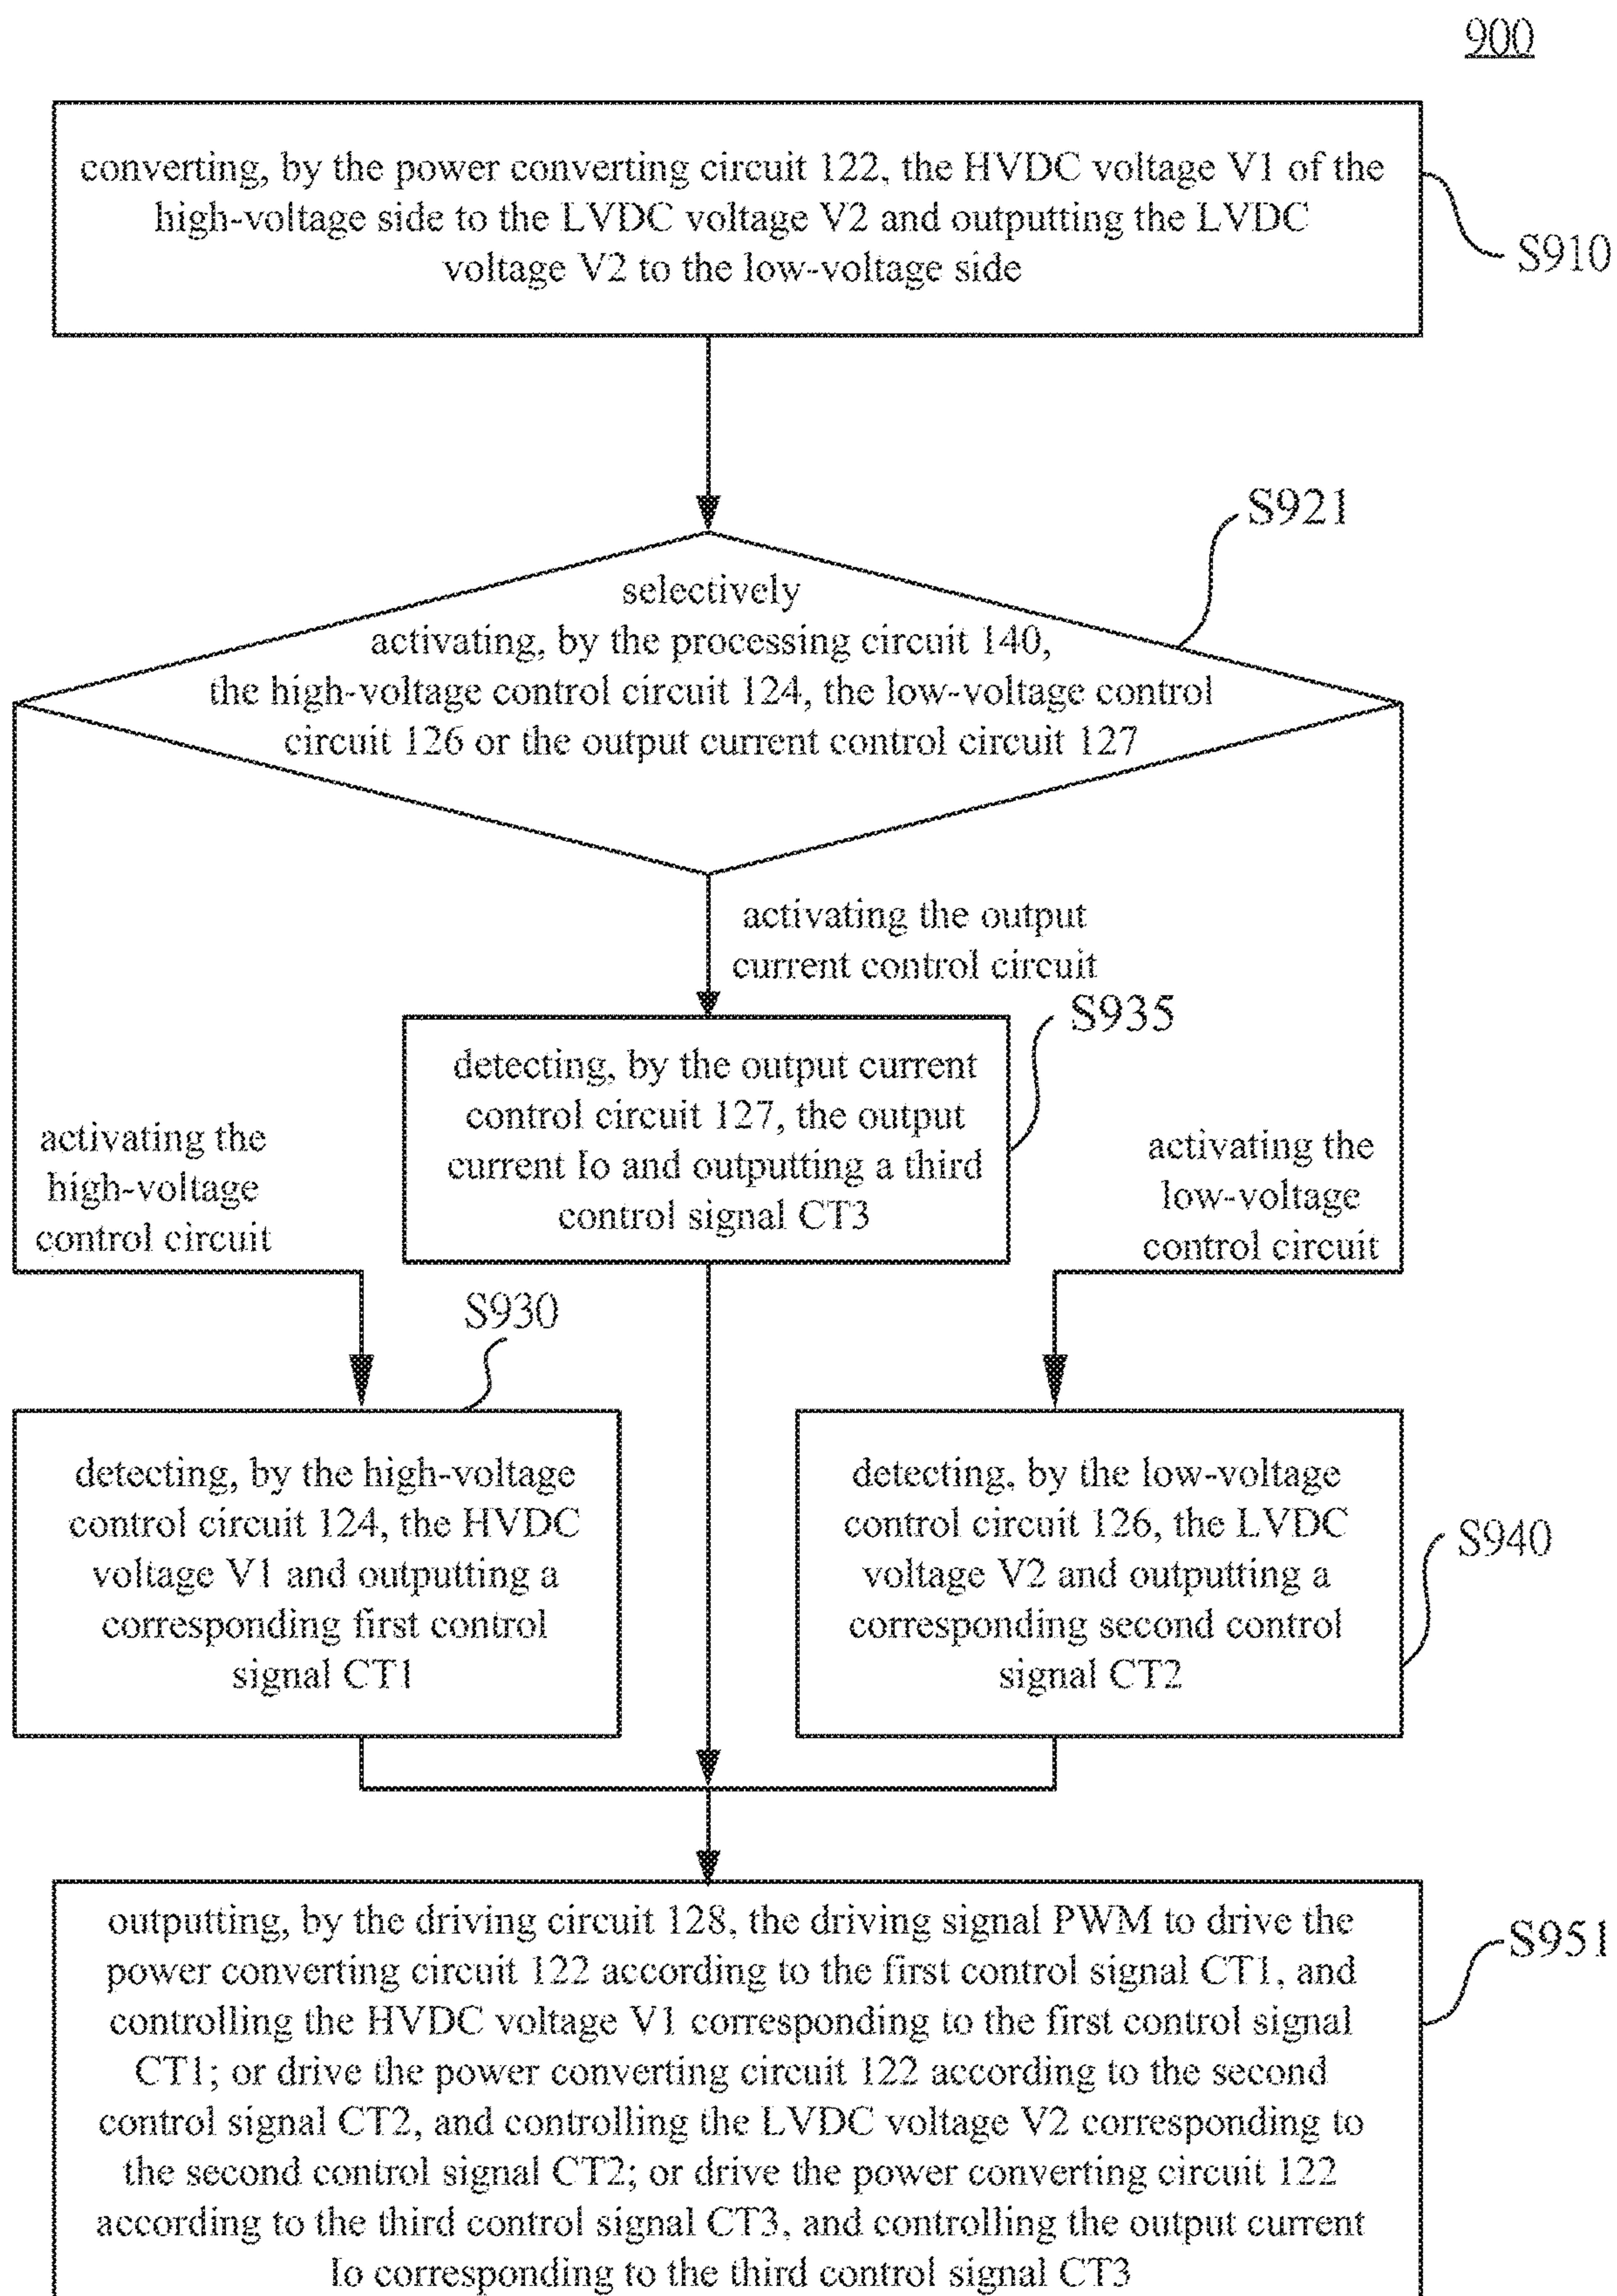 900
converting, by the power converting circuit 122, the HVDC voltage V1 of the
high-voltage side to the LVDC voltage V2 and outputting the LVDC
voltage V2 to the low-voltage side
S910
S921
selectively
activating, by the processing circuit 140,
the high-voltage control circuit 124, the low-voltage control
circuit 126 or the output current control circuit 127
activating the output
current control circuit
S935
detecting, by the output current
control circuit 127, the output
current Io and outputting a third
control signal CT3
activating the
high-voltage
control circuit
activating the
low-voltage
control circuit
S930
detecting, by the high-voltage
control circuit 124, the HVDC
voltage V1 and outputting a
corresponding first control
signal CT1
detecting, by the low-voltage
control circuit 126, the LVDC
voltage V2 and outputting a
corresponding second control
signal CT2
S940
outputting, by the driving circuit 128, the driving signal PWM to drive the
power converting circuit 122 according to the first control signal CT1, and
controlling the HVDC voltage V1 corresponding to the first control signal
CT1; or drive the power converting circuit 122 according to the second
control signal CT2, and controlling the LVDC voltage V2 corresponding to
the second control signal CT2; or drive the power converting circuit 122
according to the third control signal CT3, and controlling the output current
Io corresponding to the third control signal CT3
S951